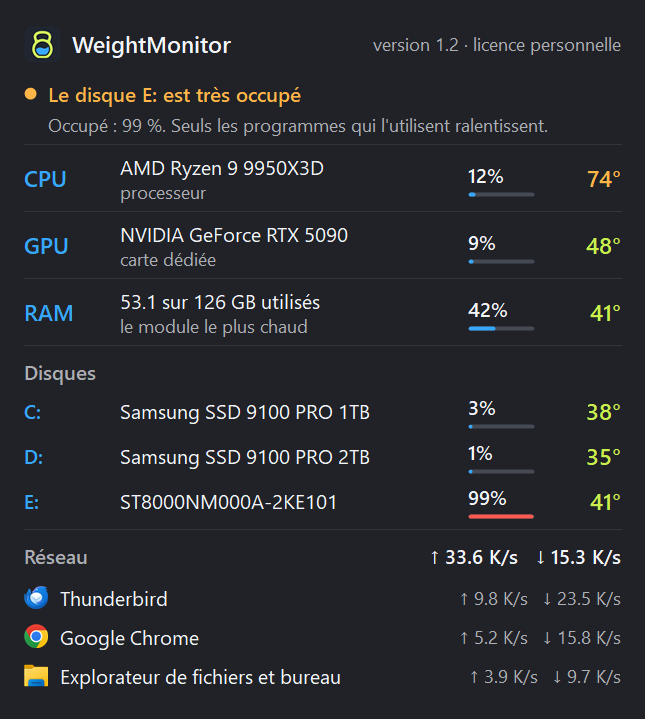 WeightMonitor version 1.2 · licence personnelle
Le disque E: est très occupé
Occupé : 99 %. Seuls les programmes qui l'utilisent ralentissent.
CPU AMD Ryzen 9 9950X3D 12% 74°
processeur
GPU NVIDIA GeForce RTX 5090 9% 48°
carte dédiée
RAM 53.1 sur 126 GB utilisés 42% 41°
le module le plus chaud
Disques
C: Samsung SSD 9100 PRO 1TB 3% 38°
D: Samsung SSD 9100 PRO 2TB 1% 35°
E: ST8000NM000A-2KE101 99% 41°
Réseau ↑ 33.6 K/s ↓ 15.3 K/s
Thunderbird ↑ 9.8 K/s ↓ 23.5 K/s
Google Chrome ↑ 5.2 K/s ↓ 15.8 K/s
Explorateur de fichiers et bureau ↑ 3.9 K/s ↓ 9.7 K/s